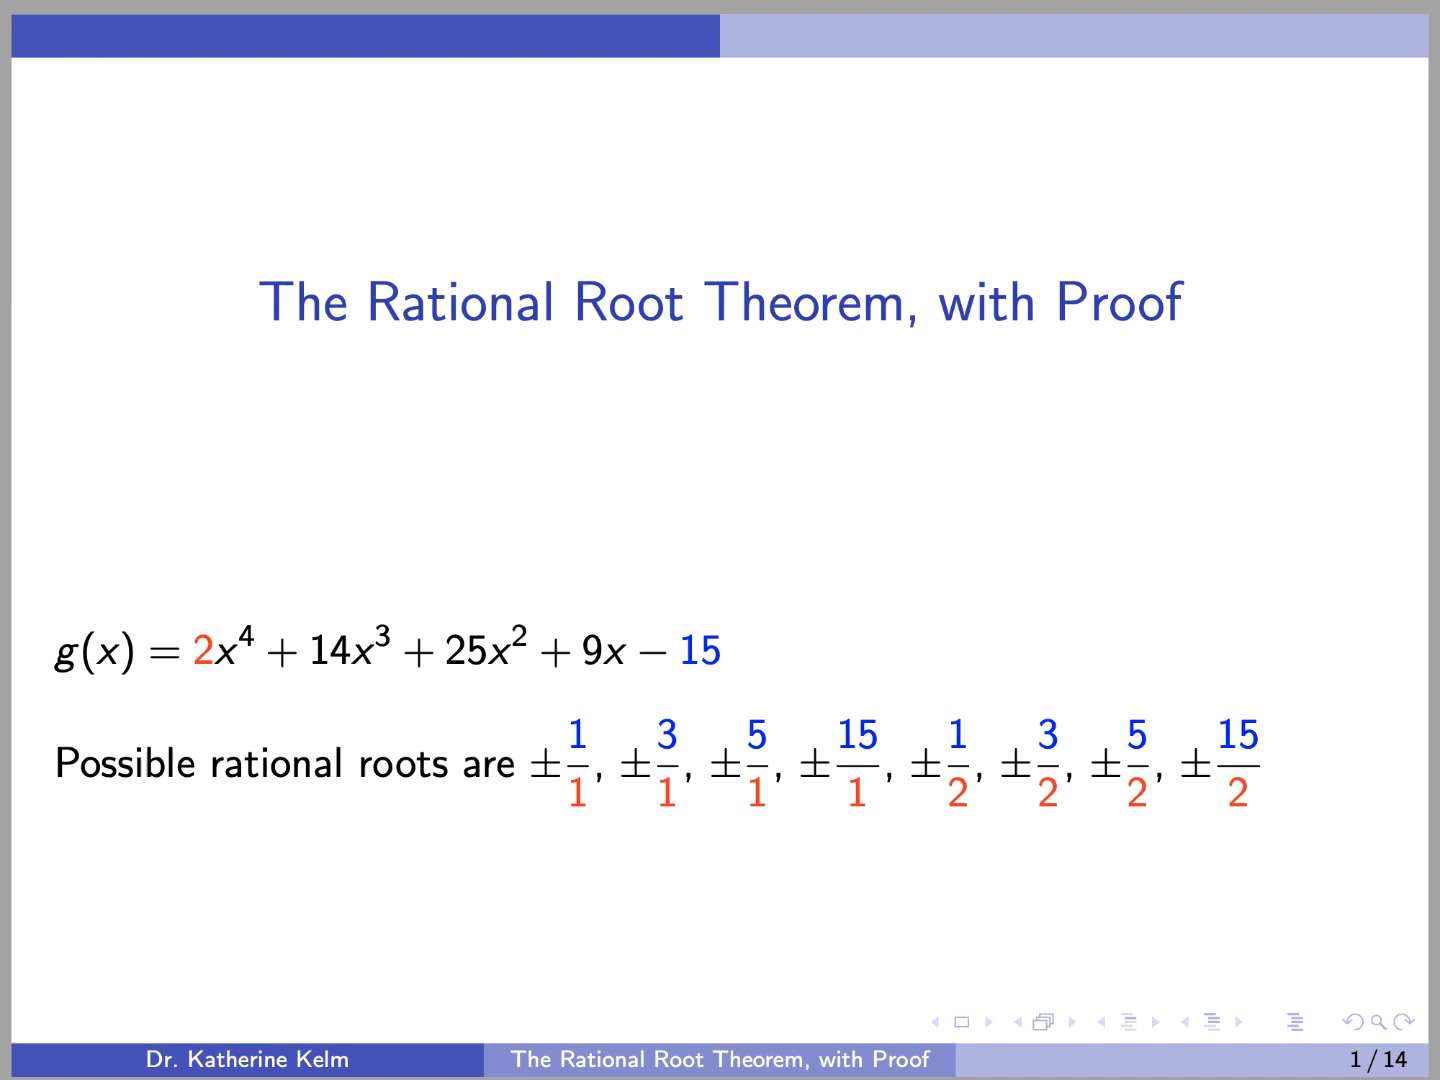 The Rational Root Theorem, with Proof
g(x) = 2x⁴ + 14x³ + 25x² + 9x − 15
Possible rational roots are ±1/1, ±3/1, ±5/1, ±15/1, ±1/2, ±3/2, ±5/2, ±15/2
Dr. Katherine Kelm The Rational Root Theorem, with Proof 1 / 14